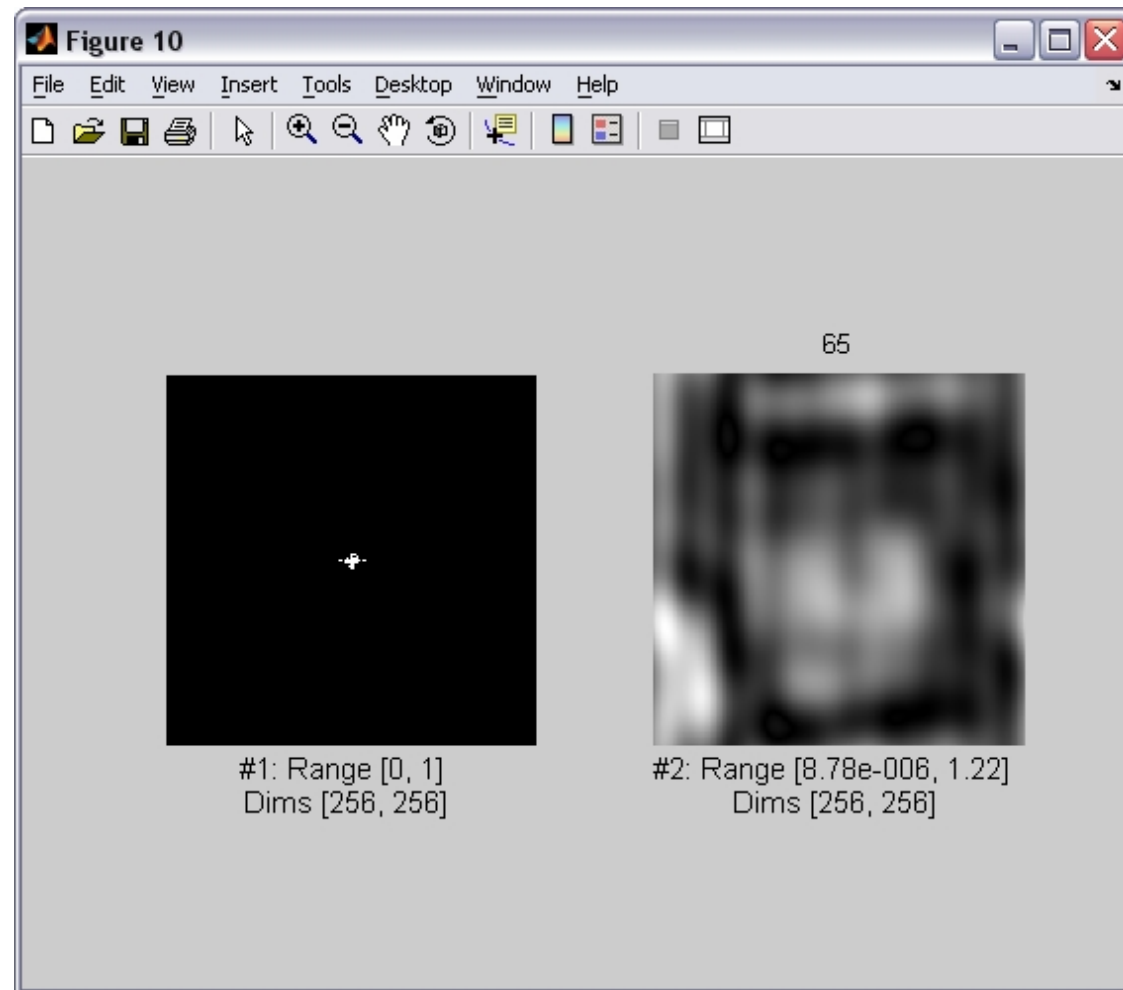 Figure 10
File Edit View Insert Tools Desktop Window Help
65
#1: Range [0, 1]
Dims [256, 256]
#2: Range [8.78e-006, 1.22]
Dims [256, 256]